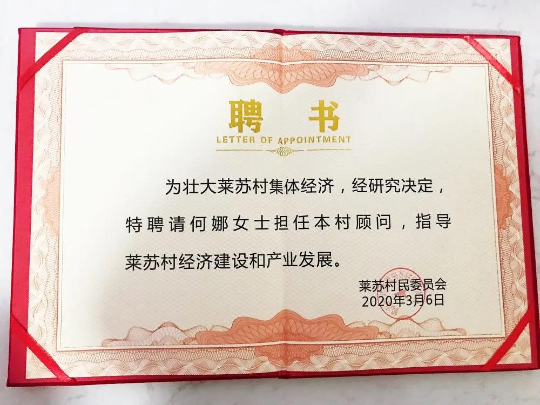 聘 书
LETTER OF APPOINTMENT
为壮大莱苏村集体经济，经研究决定，
特聘请何娜女士担任本村顾问，指导
莱苏村经济建设和产业发展。
莱苏村民委员会
2020年3月6日